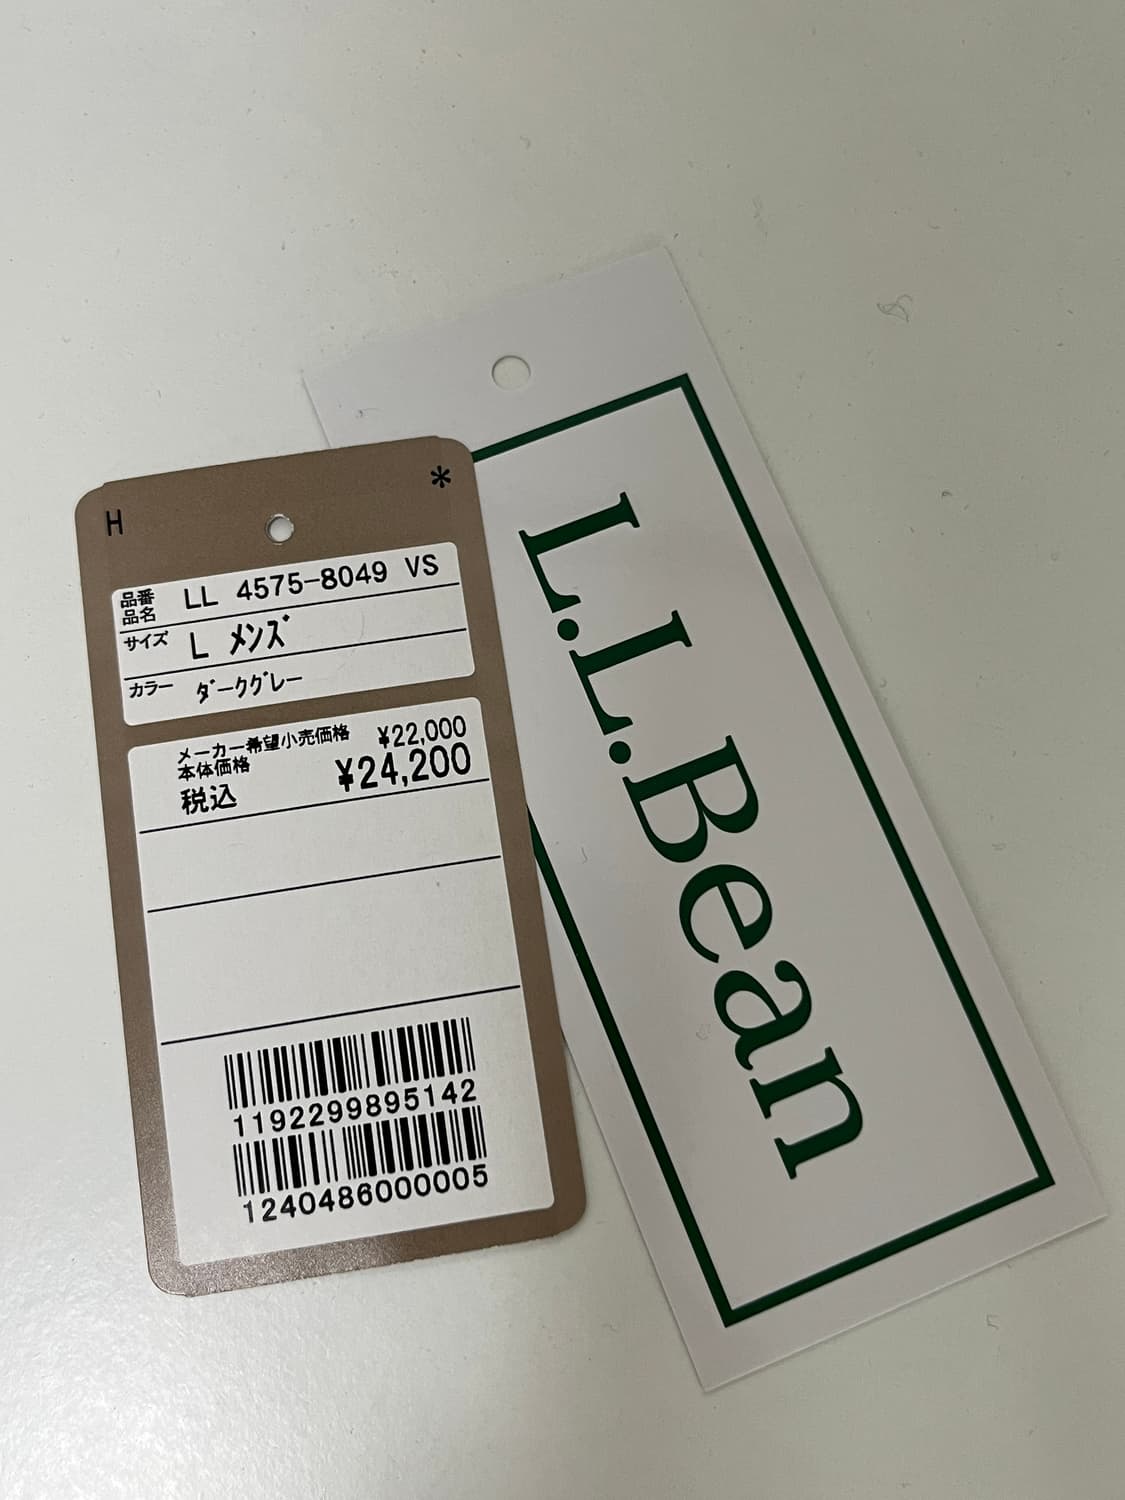 H *
品番 LL 4575-8049 VS
品名
サイズ L メンズ
カラー ダークグレー
メーカー希望小売価格 ¥22,000
本体価格
税込 ¥24,200
1192299895142
1240486000005
L.L.Bean